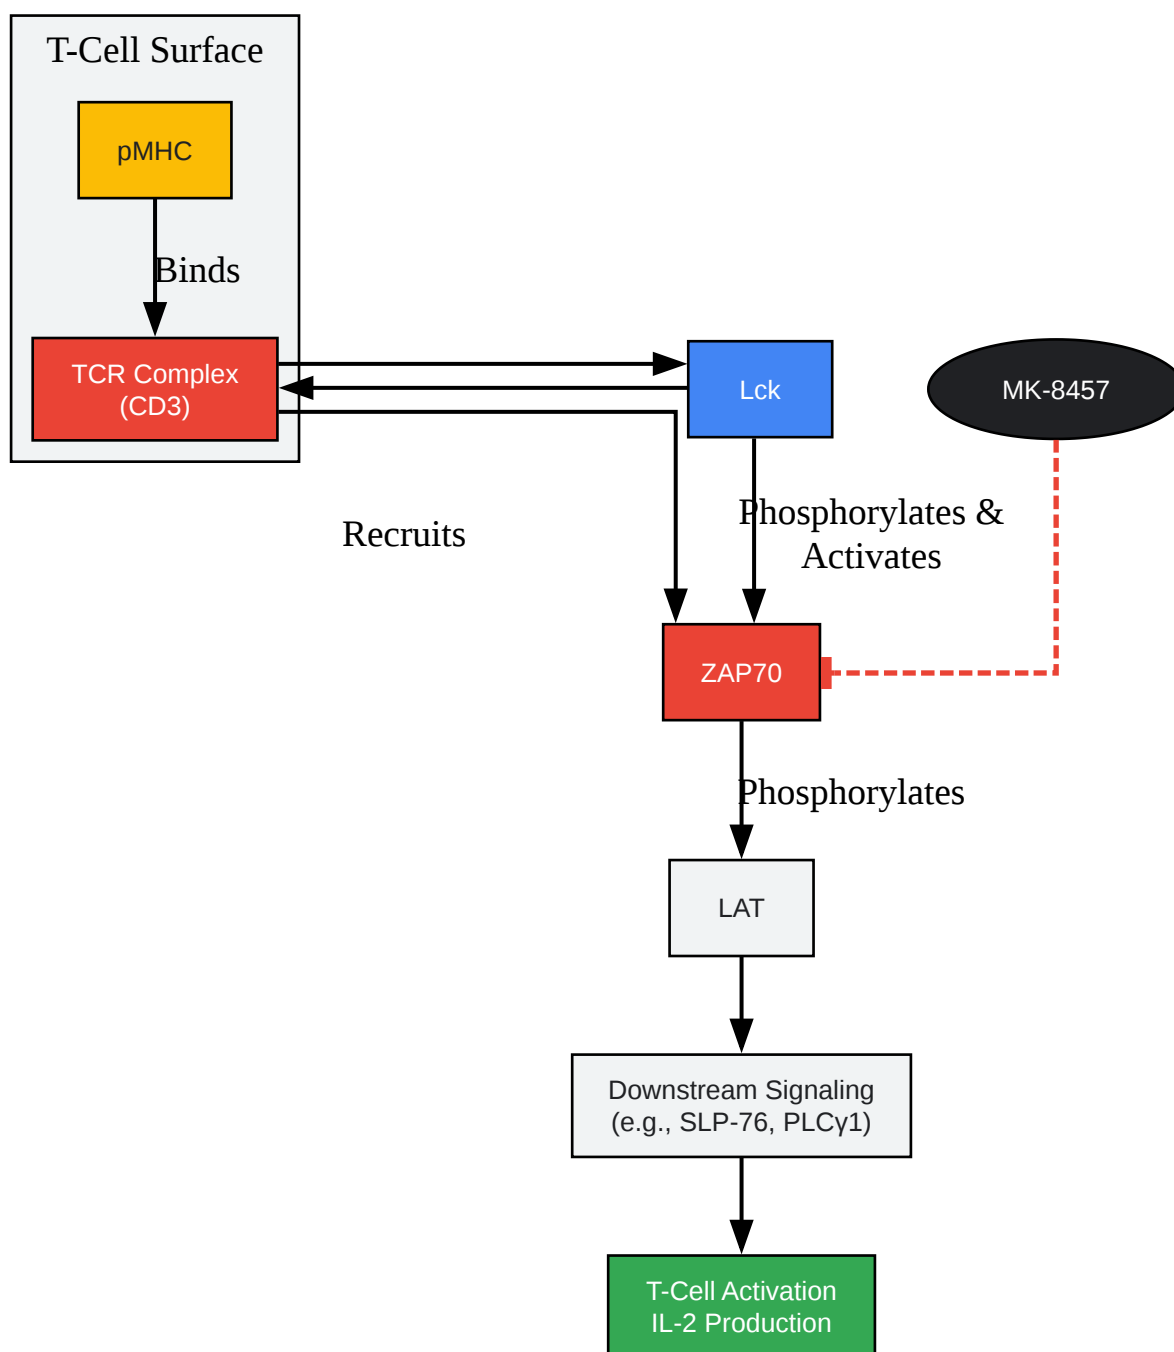 T-Cell Surface
pMHC
Binds
TCR Complex
(CD3)
Lck
MK-8457
Recruits
Phosphorylates &
Activates
ZAP70
Phosphorylates
LAT
Downstream Signaling
(e.g., SLP-76, PLCγ1)
T-Cell Activation
IL-2 Production